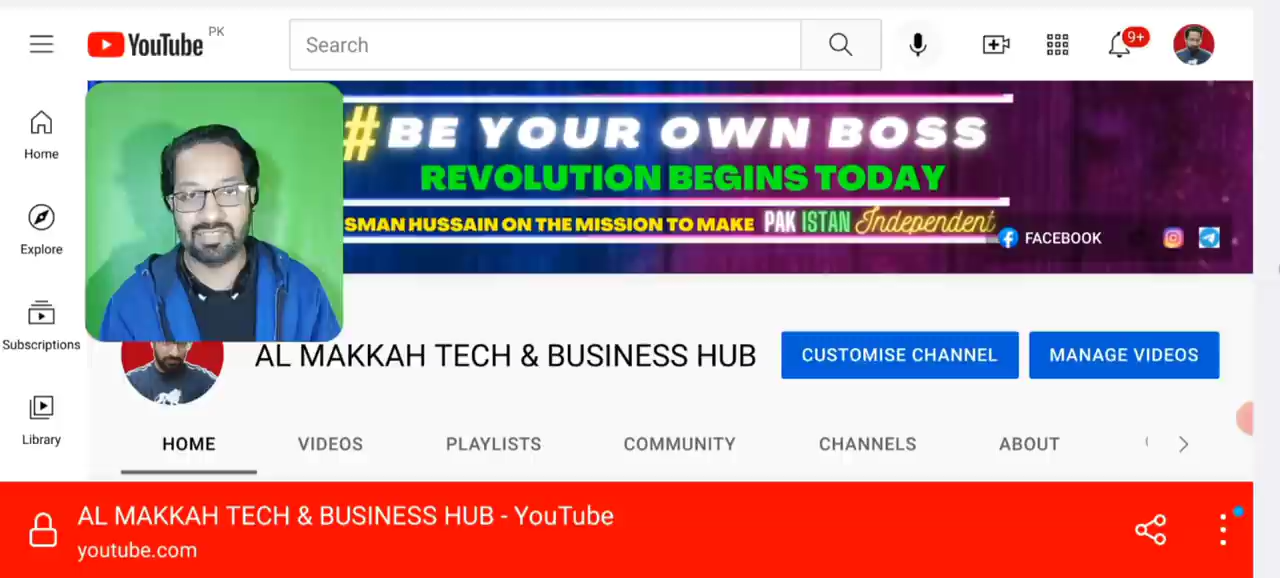 YouTube PK
Search
9+
Home
Explore
Subscriptions
Library
#BE YOUR OWN BOSS
REVOLUTION BEGINS TODAY
SMAN HUSSAIN ON THE MISSION TO MAKE PAKISTAN Independent
FACEBOOK
AL MAKKAH TECH & BUSINESS HUB
CUSTOMISE CHANNEL
MANAGE VIDEOS
HOME VIDEOS PLAYLISTS COMMUNITY CHANNELS ABOUT
AL MAKKAH TECH & BUSINESS HUB - YouTube
youtube.com